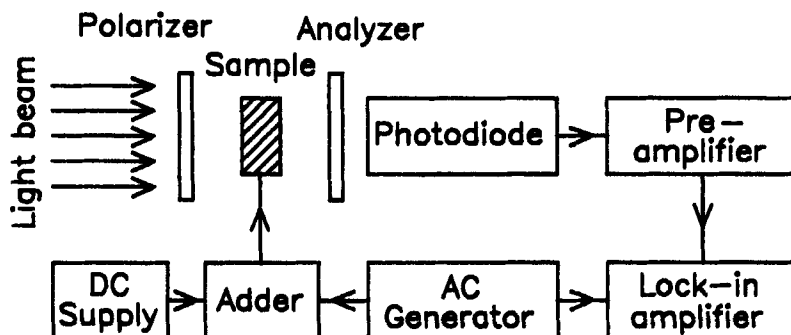 Polarizer
Analyzer
Sample
Light beam
Photodiode
Pre-
amplifier
DC
Supply
Adder
AC
Generator
Lock-in
amplifier